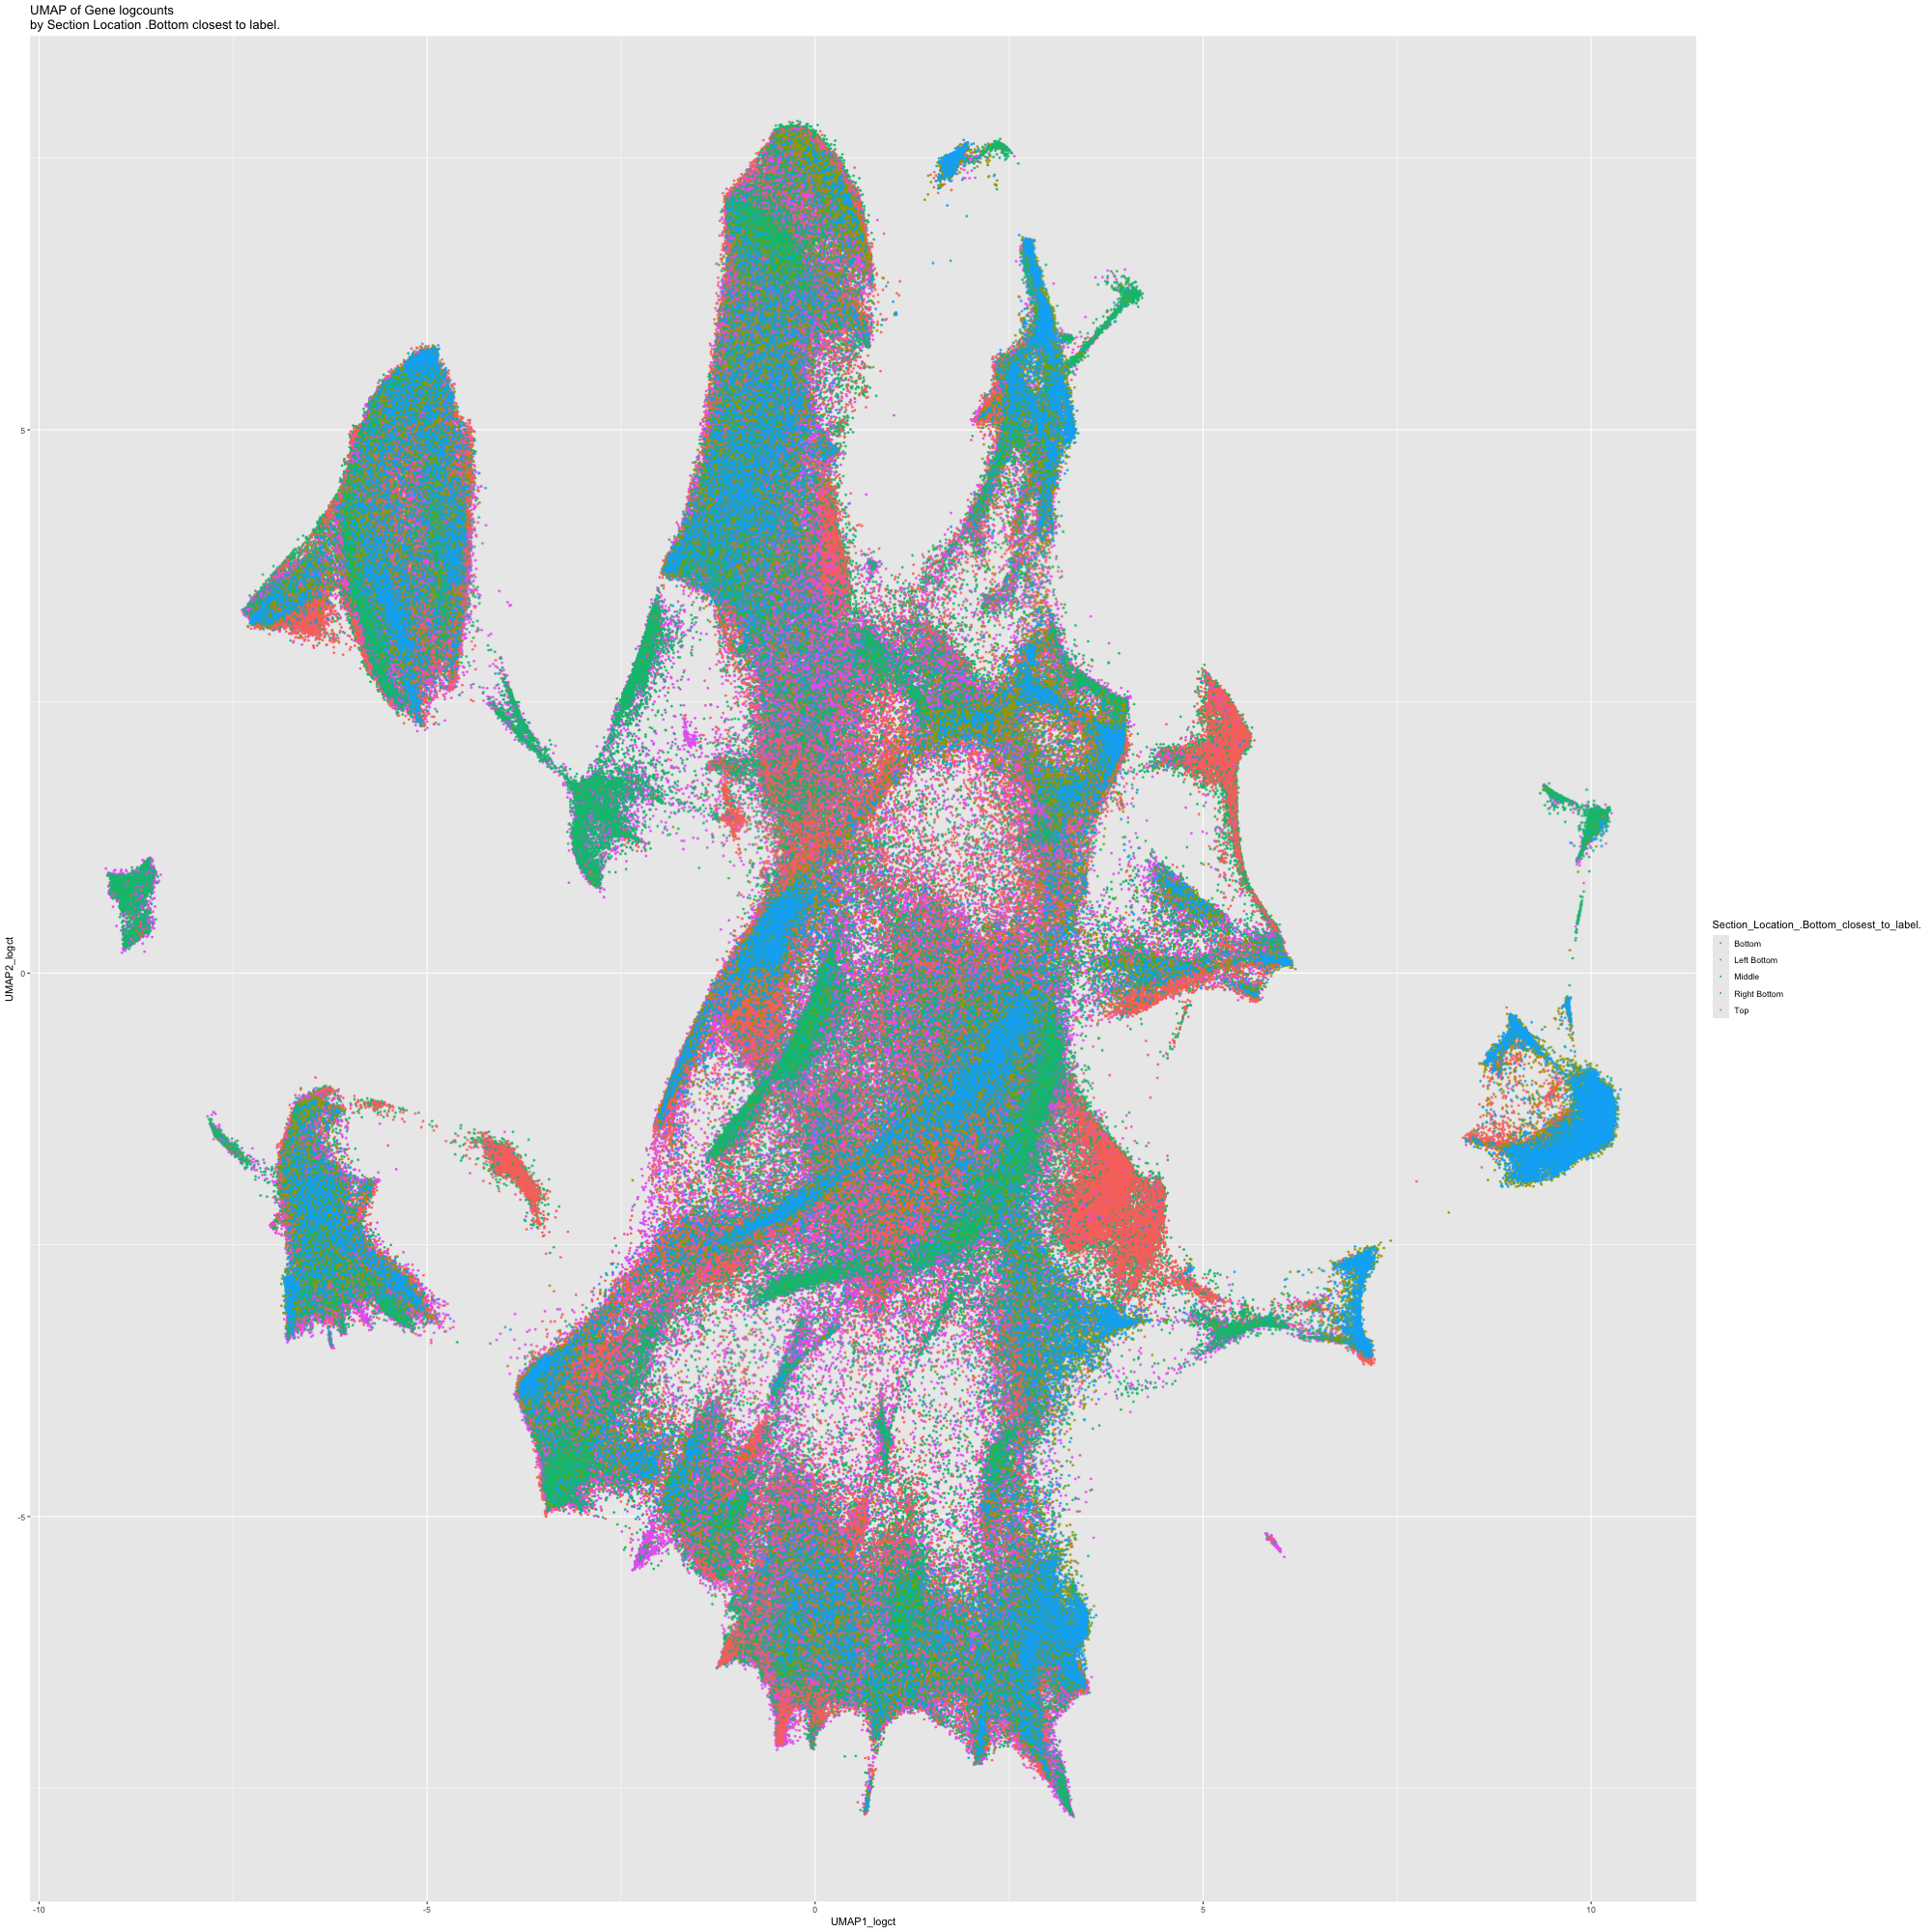 UMAP of Gene logcounts
by Section Location .Bottom closest to label.
5
0
-5
UMAP2_logct
-10
-5
0
5
10
UMAP1_logct
Section_Location_.Bottom_closest_to_label.
Bottom
Left Bottom
Middle
Right Bottom
Top